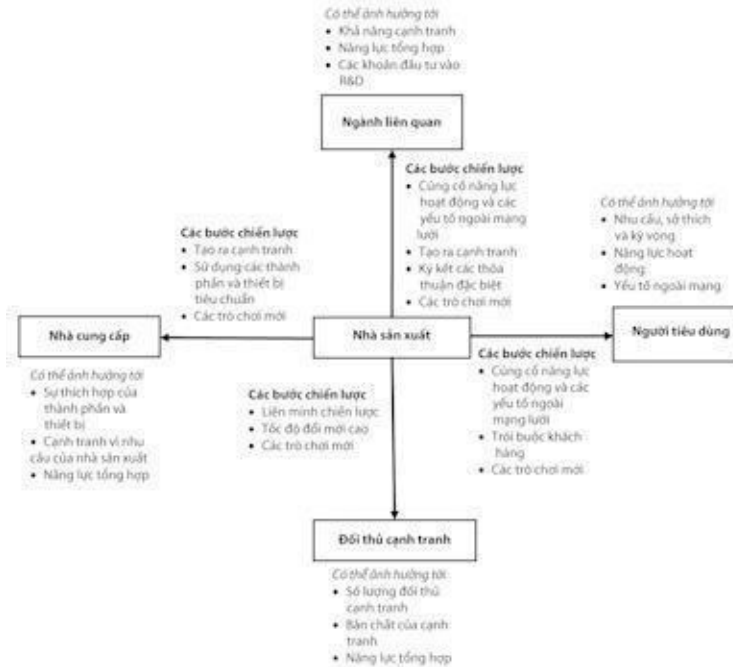 Có thể ảnh hưởng tới
• Khả năng cạnh tranh
• Năng lực tổng hợp
• Các khoản đầu tư vào
R&D
Ngành liên quan
Các bước chiến lược
• Củng cố năng lực
hoạt động và các
yếu tố ngoài mạng
lưới
• Tạo ra cạnh tranh
• Ký kết các thỏa
thuận đặc biệt
• Các trò chơi mới
Có thể ảnh hưởng tới
• Nhu cầu, sở thích
và kỳ vọng
• Năng lực hoạt
động
• Yếu tố ngoài mạng
Các bước chiến lược
• Tạo ra cạnh tranh
• Sử dụng các thành
phần và thiết bị
tiêu chuẩn
• Các trò chơi mới
Nhà cung cấp
Nhà sản xuất
Người tiêu dùng
Có thể ảnh hưởng tới
• Sự thích hợp của
thành phần và
thiết bị
• Cạnh tranh vì nhu
cầu của nhà sản xuất
• Năng lực tổng hợp
Các bước chiến lược
• Liên minh chiến lược
• Tốc độ đổi mới cao
• Các trò chơi mới
Các bước chiến lược
• Củng cố năng lực
hoạt động và các
yếu tố ngoài
mạng lưới
• Trói buộc khách
hàng
• Các trò chơi mới
Đối thủ cạnh tranh
Có thể ảnh hưởng tới
• Số lượng đối thủ
cạnh tranh
• Bản chất của cạnh
tranh
• Năng lực tổng hợp